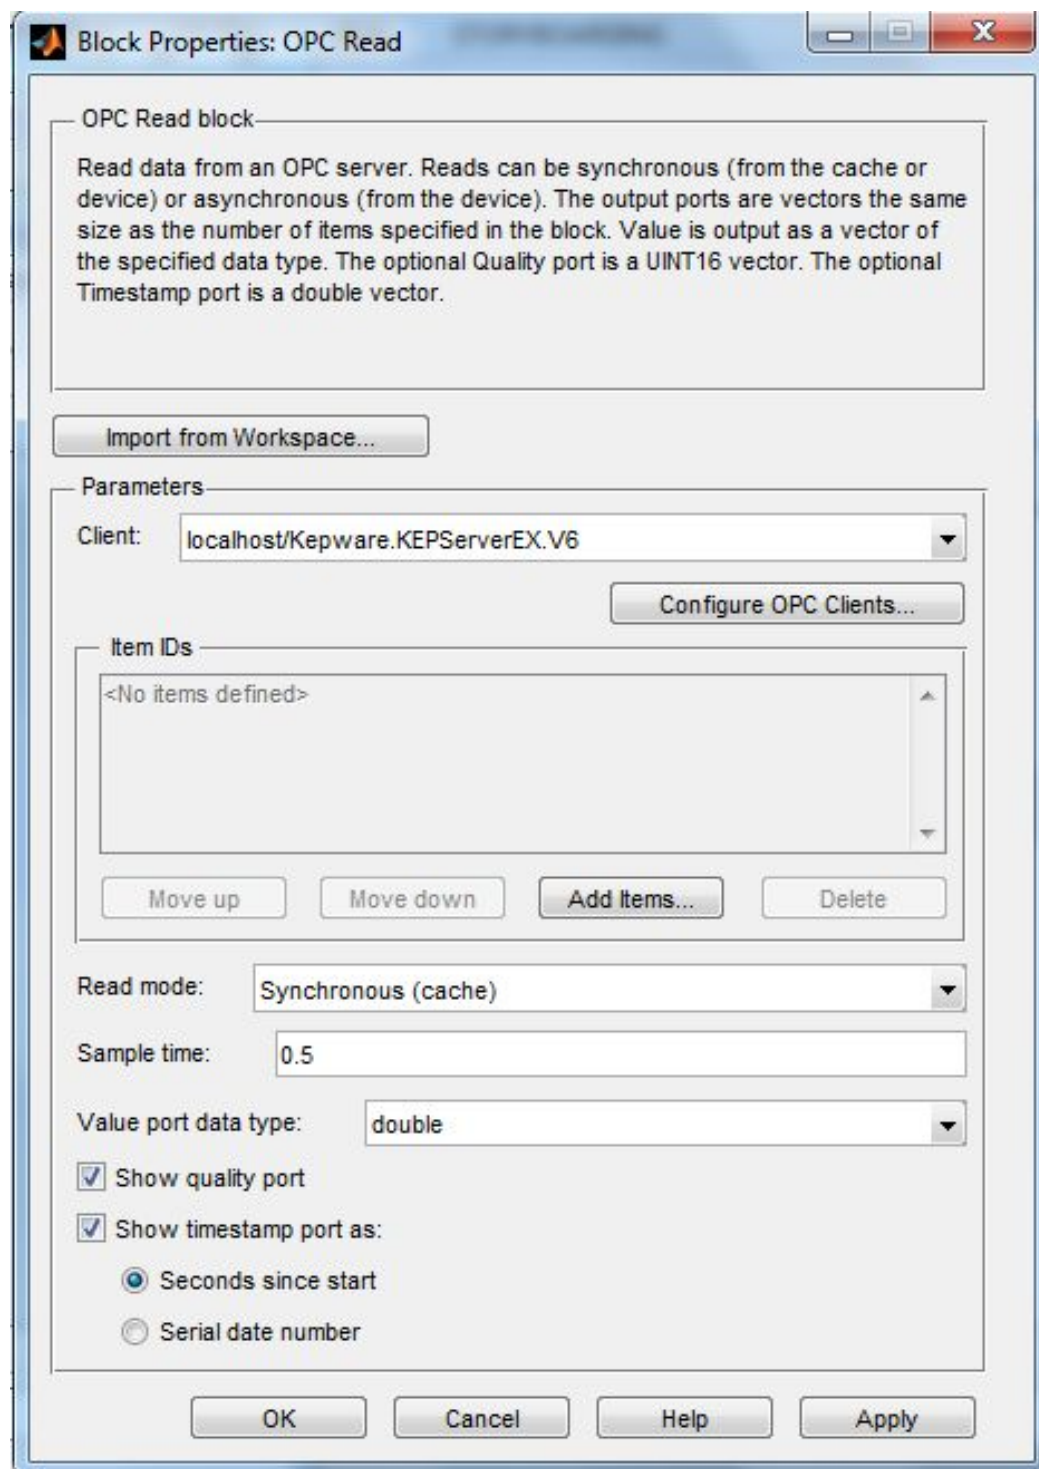 Block Properties: OPC Read
OPC Read block
Read data from an OPC server. Reads can be synchronous (from the cache or
device) or asynchronous (from the device). The output ports are vectors the same
size as the number of items specified in the block. Value is output as a vector of
the specified data type. The optional Quality port is a UINT16 vector. The optional
Timestamp port is a double vector.
Import from Workspace...
Parameters
Client: localhost/Kepware.KEPServerEX.V6
Configure OPC Clients...
Item IDs
<No items defined>
Move up Move down Add Items... Delete
Read mode: Synchronous (cache)
Sample time: 0.5
Value port data type: double
Show quality port
Show timestamp port as:
Seconds since start
Serial date number
OK Cancel Help Apply